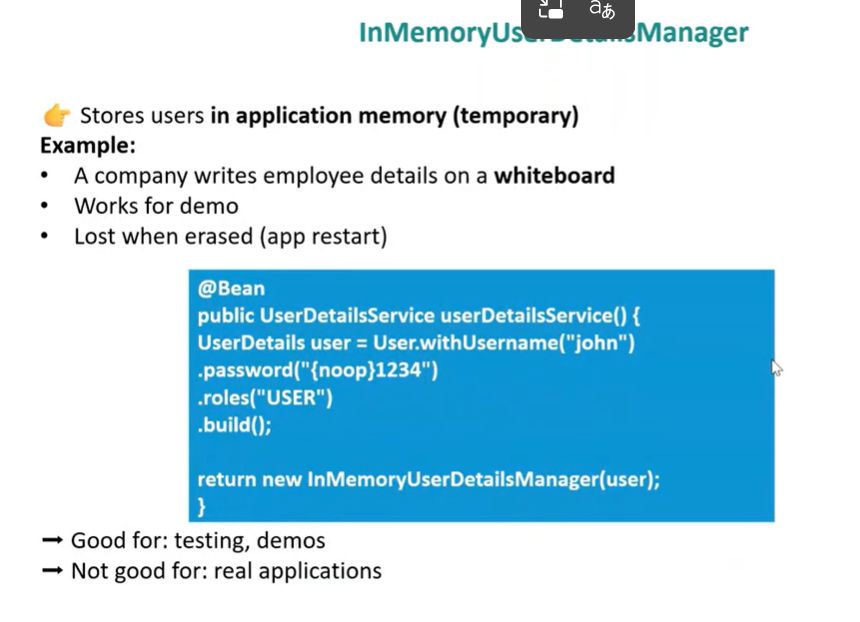 InMemoryUserDetailsManager
👉 Stores users in application memory (temporary)
Example:
• A company writes employee details on a whiteboard
• Works for demo
• Lost when erased (app restart)
@Bean
public UserDetailsService userDetailsService() {
UserDetails user = User.withUsername("john")
.password("{noop}1234")
.roles("USER")
.build();
return new InMemoryUserDetailsManager(user);
}
➞ Good for: testing, demos
➞ Not good for: real applications